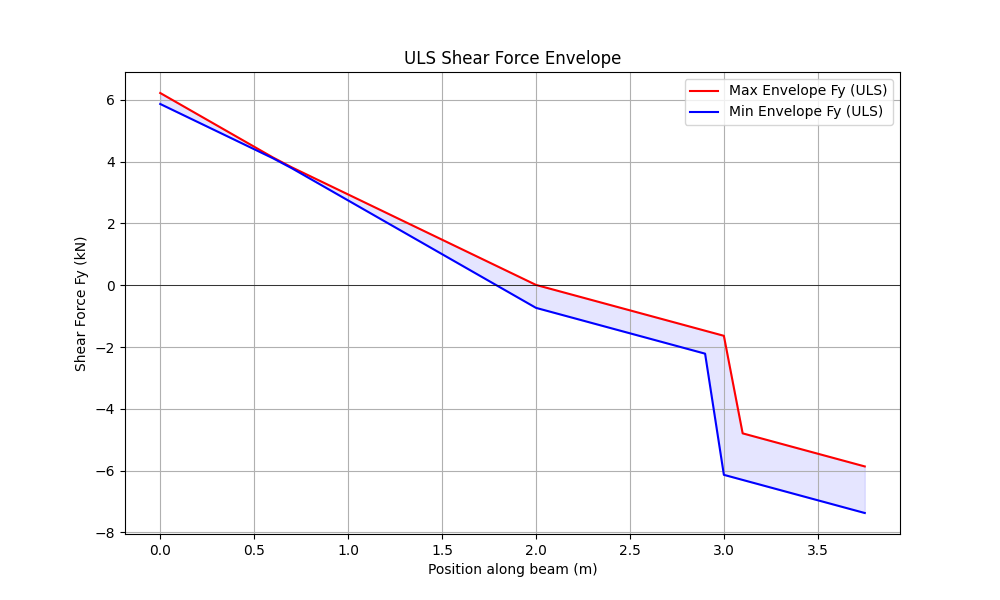 ULS Shear Force Envelope
Max Envelope Fy (ULS)
Min Envelope Fy (ULS)
Shear Force Fy (kN)
6
4
2
0
−2
−4
−6
−8
0.0 0.5 1.0 1.5 2.0 2.5 3.0 3.5
Position along beam (m)